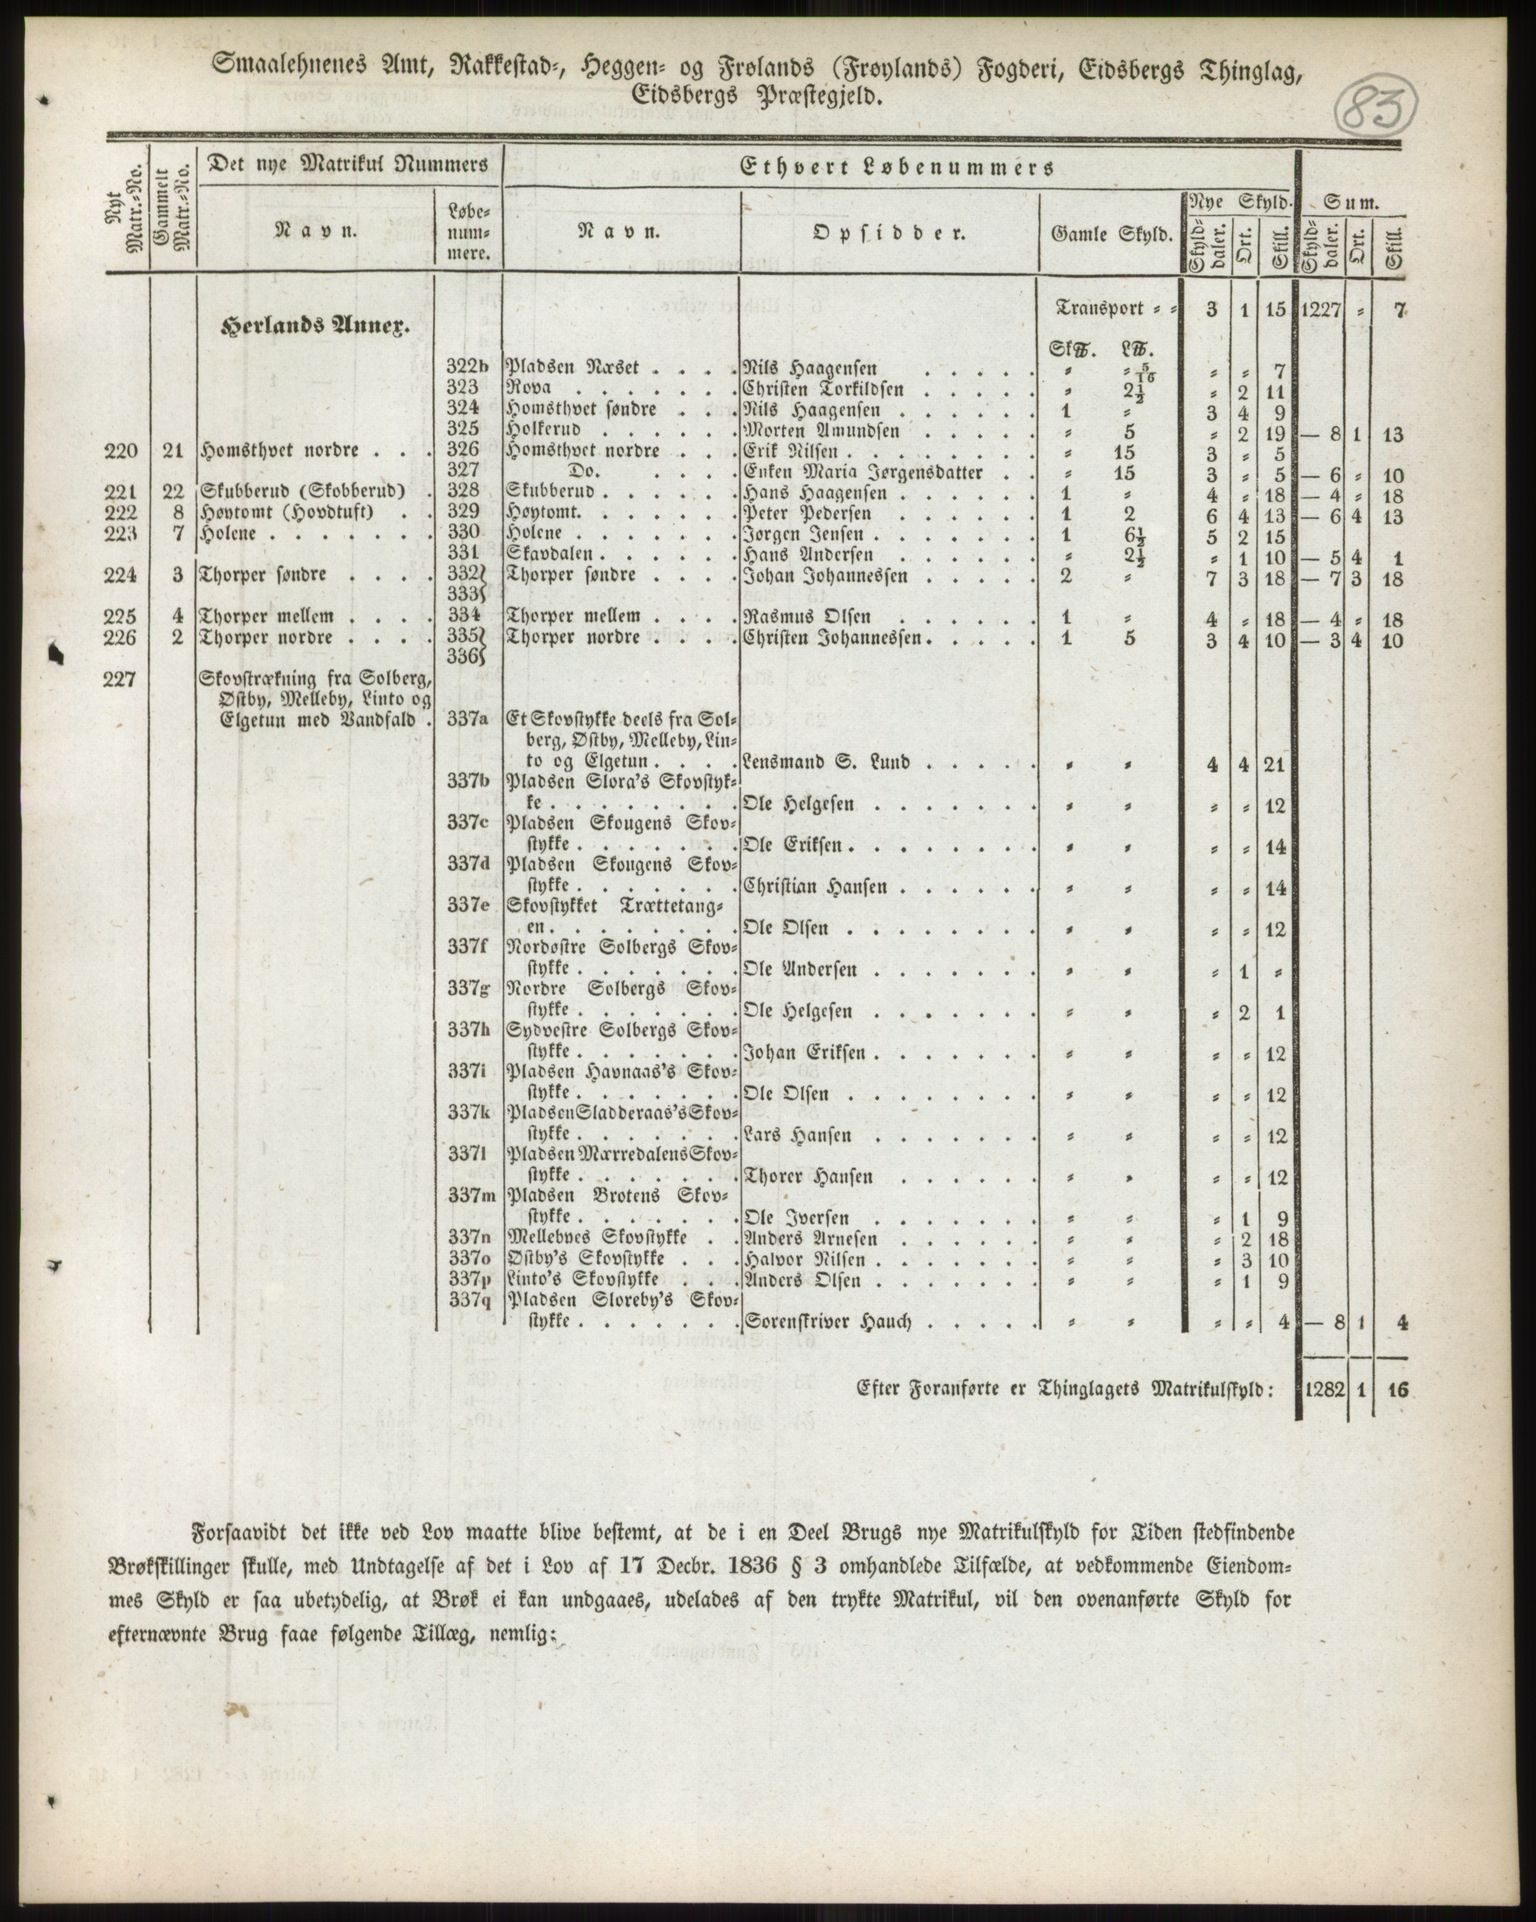 Smaalehnenes Amt, Rakkestad-, Heggen- og Frølands (Frøylands) Fogderi, Eidsbergs Thinglag,
Eidsbergs Præstegjeld.
83
Nyt Matr.-No. | Gammelt Matr.-No. | Det nye Matrikul Nummers | Ethvert Løbenummers
Navn. | Løbenummere. | Navn. | Opsidder. | Gamle Skyld. | Nye Skyld. | Sum.
Skylddaler. | Ort. | Skill. | Skylddaler. | Ort. | Skill.
Transport - - 3 1 15 1227 - 7
Herlands Annex.
Sk℔. L℔.
322b Pladsen Næset . . . . Nils Haagensen . . . . . - - 5/16 - - 7
323 Rova . . . . . . . Christen Torkildsen . . . . . - 2½ - 2 11
324 Homsthvet søndre . . . Nils Haagensen . . . . . . 1 - 3 4 9
325 Holkerud . . . . . . Morten Amundsen . . . . . - 5 - 2 19 — 8 1 13
220 21 Homsthvet nordre . . . 326 Homsthvet nordre . . . Erik Nilsen . . . . . . . - 15 3 - 5
327 Do. . . . . Enken Maria Jørgensdatter . . - 15 3 - 5 — 6 - 10
221 22 Skubberud (Skobberud) . 328 Skubberud . . . . . . Hans Haagensen . . . . . . 1 - 4 - 18 — 4 - 18
222 8 Høytomt (Hovdtuft) . . 329 Høytomt. . . . . . . Peter Pedersen . . . . . . 1 2 6 4 13 — 6 4 13
223 7 Holene . . . . . . . 330 Holene . . . . . . . Jørgen Jensen . . . . . . . 1 6½ 5 2 15
331 Skavdalen . . . . . . Hans Andersen . . . . . . - 2½ - 1 10 — 5 4 1
224 3 Thorper søndre . . . . 332} Thorper søndre . . . . Johan Johannessen . . . . . 2 - 7 3 18 — 7 3 18
333}
225 4 Thorper mellem . . . . 334 Thorper mellem . . . . Rasmus Olsen . . . . . . 1 - 4 - 18 — 4 - 18
226 2 Thorper nordre . . . . 335} Thorper nordre . . . . Christen Johannessen . . . . . 1 5 3 4 10 — 3 4 10
336}
227 Skovstrækning fra Solberg,
Østby, Melleby, Linto og
Elgetun med Vandfald . 337a Et Skovstykke deels fra Sol-
berg, Østby, Melleby, Lin-
to og Elgetun . . . . Lensmand S. Lund . . . . . - - 4 4 21
337b Pladsen Slora's Skovstyk-
ke . . . . . . . . Ole Helgesen . . . . . . - - - - 12
337c Pladsen Skougens Skov-
stykke . . . . . . . Ole Eriksen . . . . . . . . - - - - 14
337d Pladsen Skougens Skov-
stykke . . . . . . . Christian Hansen . . . . . . - - - - 14
337e Skovstykket Trættetang-
en . . . . . . . . Ole Olsen . . . . . . . . - - - - 12
337f Nordøstre Solbergs Skov-
stykke . . . . . . . Ole Andersen . . . . . . . - - - 1 -
337g Nordre Solbergs Skov-
stykke . . . . . . . Ole Helgesen . . . . . . . - - - 2 1
337h Sydvestre Solbergs Skov-
stykke . . . . . . . Johan Eriksen . . . . . . . - - - - 12
337i Pladsen Havnaas's Skov-
stykke . . . . . . . Ole Olsen . . . . . . . . - - - - 12
337k Pladsen Sladderaas's Skov-
stykke . . . . . . . Lars Hansen . . . . . . . - - - - 12
337l Pladsen Mærredalens Skov-
stykke . . . . . . . Thorer Hansen . . . . . . - - - - 12
337m Pladsen Brotens Skov-
stykke . . . . . . . Ole Iversen . . . . . . . - - - 1 9
337n Mellebyes Skovstykke . . Anders Arnesen . . . . . . - - - 2 18
337o Østby's Skovstykke . . . Halvor Nilsen . . . . . . . - - - 3 10
337p Linto's Skovstykke . . . Anders Olsen . . . . . . . - - - 1 9
337q Pladsen Sloreby's Skov-
stykke . . . . . . . Sorenskriver Hauch . . . . . - - - - 4 — 8 1 4
Efter Foranførte er Thinglagets Matrikulskyld: 1282 1 16
Forsaavidt det ikke ved Lov maatte blive bestemt, at de i en Deel Brugs nye Matrikulskyld for Tiden stedfindende
Brøkskillinger skulle, med Undtagelse af det i Lov af 17 Decbr. 1836 § 3 omhandlede Tilfælde, at vedkommende Eiendom-
mes Skyld er saa ubetydelig, at Brøk ei kan undgaaes, udelades af den trykte Matrikul, vil den ovenanførte Skyld for
efternævnte Brug faae følgende Tillæg, nemlig: